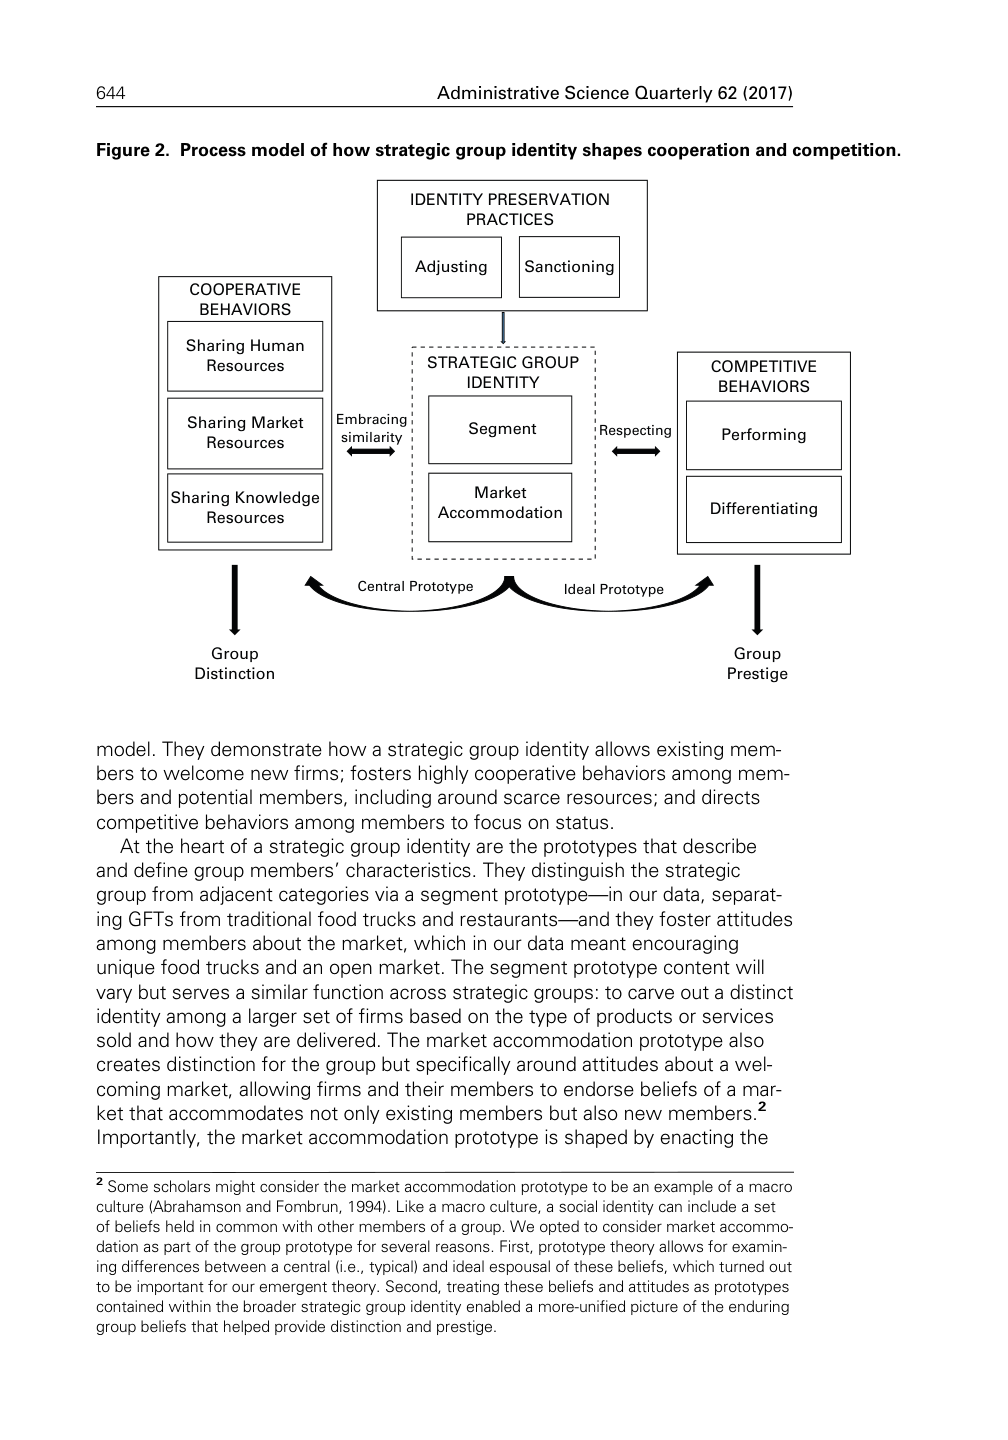 644
Administrative Science Quarterly 62 (2017)
Figure 2. Process model of how strategic group identity shapes cooperation and competition.
IDENTITY PRESERVATION
PRACTICES
Adjusting
Sanctioning
COOPERATIVE
BEHAVIORS
Sharing Human
Resources
Sharing Market
Resources
Sharing Knowledge
Resources
Embracing
similarity
STRATEGIC GROUP
IDENTITY
Segment
Market
Accommodation
Respecting
COMPETITIVE
BEHAVIORS
Performing
Differentiating
Central Prototype
Ideal Prototype
Group
Distinction
Group
Prestige
model. They demonstrate how a strategic group identity allows existing mem-
bers to welcome new firms; fosters highly cooperative behaviors among mem-
bers and potential members, including around scarce resources; and directs
competitive behaviors among members to focus on status.
At the heart of a strategic group identity are the prototypes that describe
and define group members’ characteristics. They distinguish the strategic
group from adjacent categories via a segment prototype—in our data, separat-
ing GFTs from traditional food trucks and restaurants—and they foster attitudes
among members about the market, which in our data meant encouraging
unique food trucks and an open market. The segment prototype content will
vary but serves a similar function across strategic groups: to carve out a distinct
identity among a larger set of firms based on the type of products or services
sold and how they are delivered. The market accommodation prototype also
creates distinction for the group but specifically around attitudes about a wel-
coming market, allowing firms and their members to endorse beliefs of a mar-
ket that accommodates not only existing members but also new members.2
Importantly, the market accommodation prototype is shaped by enacting the
2 Some scholars might consider the market accommodation prototype to be an example of a macro
culture (Abrahamson and Fombrun, 1994). Like a macro culture, a social identity can include a set
of beliefs held in common with other members of a group. We opted to consider market accommo-
dation as part of the group prototype for several reasons. First, prototype theory allows for examin-
ing differences between a central (i.e., typical) and ideal espousal of these beliefs, which turned out
to be important for our emergent theory. Second, treating these beliefs and attitudes as prototypes
contained within the broader strategic group identity enabled a more-unified picture of the enduring
group beliefs that helped provide distinction and prestige.